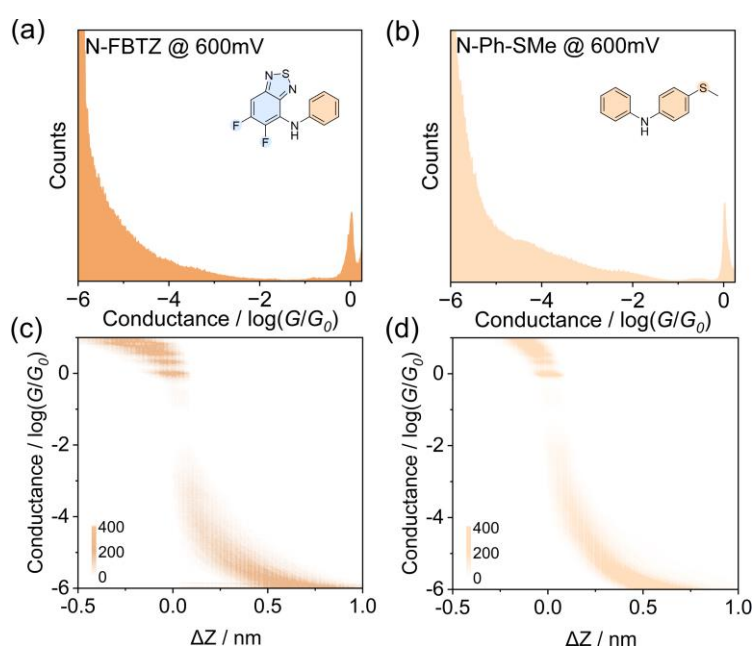 (a)
N-FBTZ @ 600mV
N
S
N
F
F
N
H
Counts
−6 −4 −2 0
Conductance / log(G/G₀)
(b)
N-Ph-SMe @ 600mV
S
N
H
Counts
−6 −4 −2 0
Conductance / log(G/G₀)
(c)
Conductance / log(G/G₀)
0
-2
-4
-6
400
200
0
-0.5 0.0 0.5 1.0
ΔZ / nm
(d)
Conductance / log(G/G₀)
0
-2
-4
-6
400
200
0
-0.5 0.0 0.5 1.0
ΔZ / nm